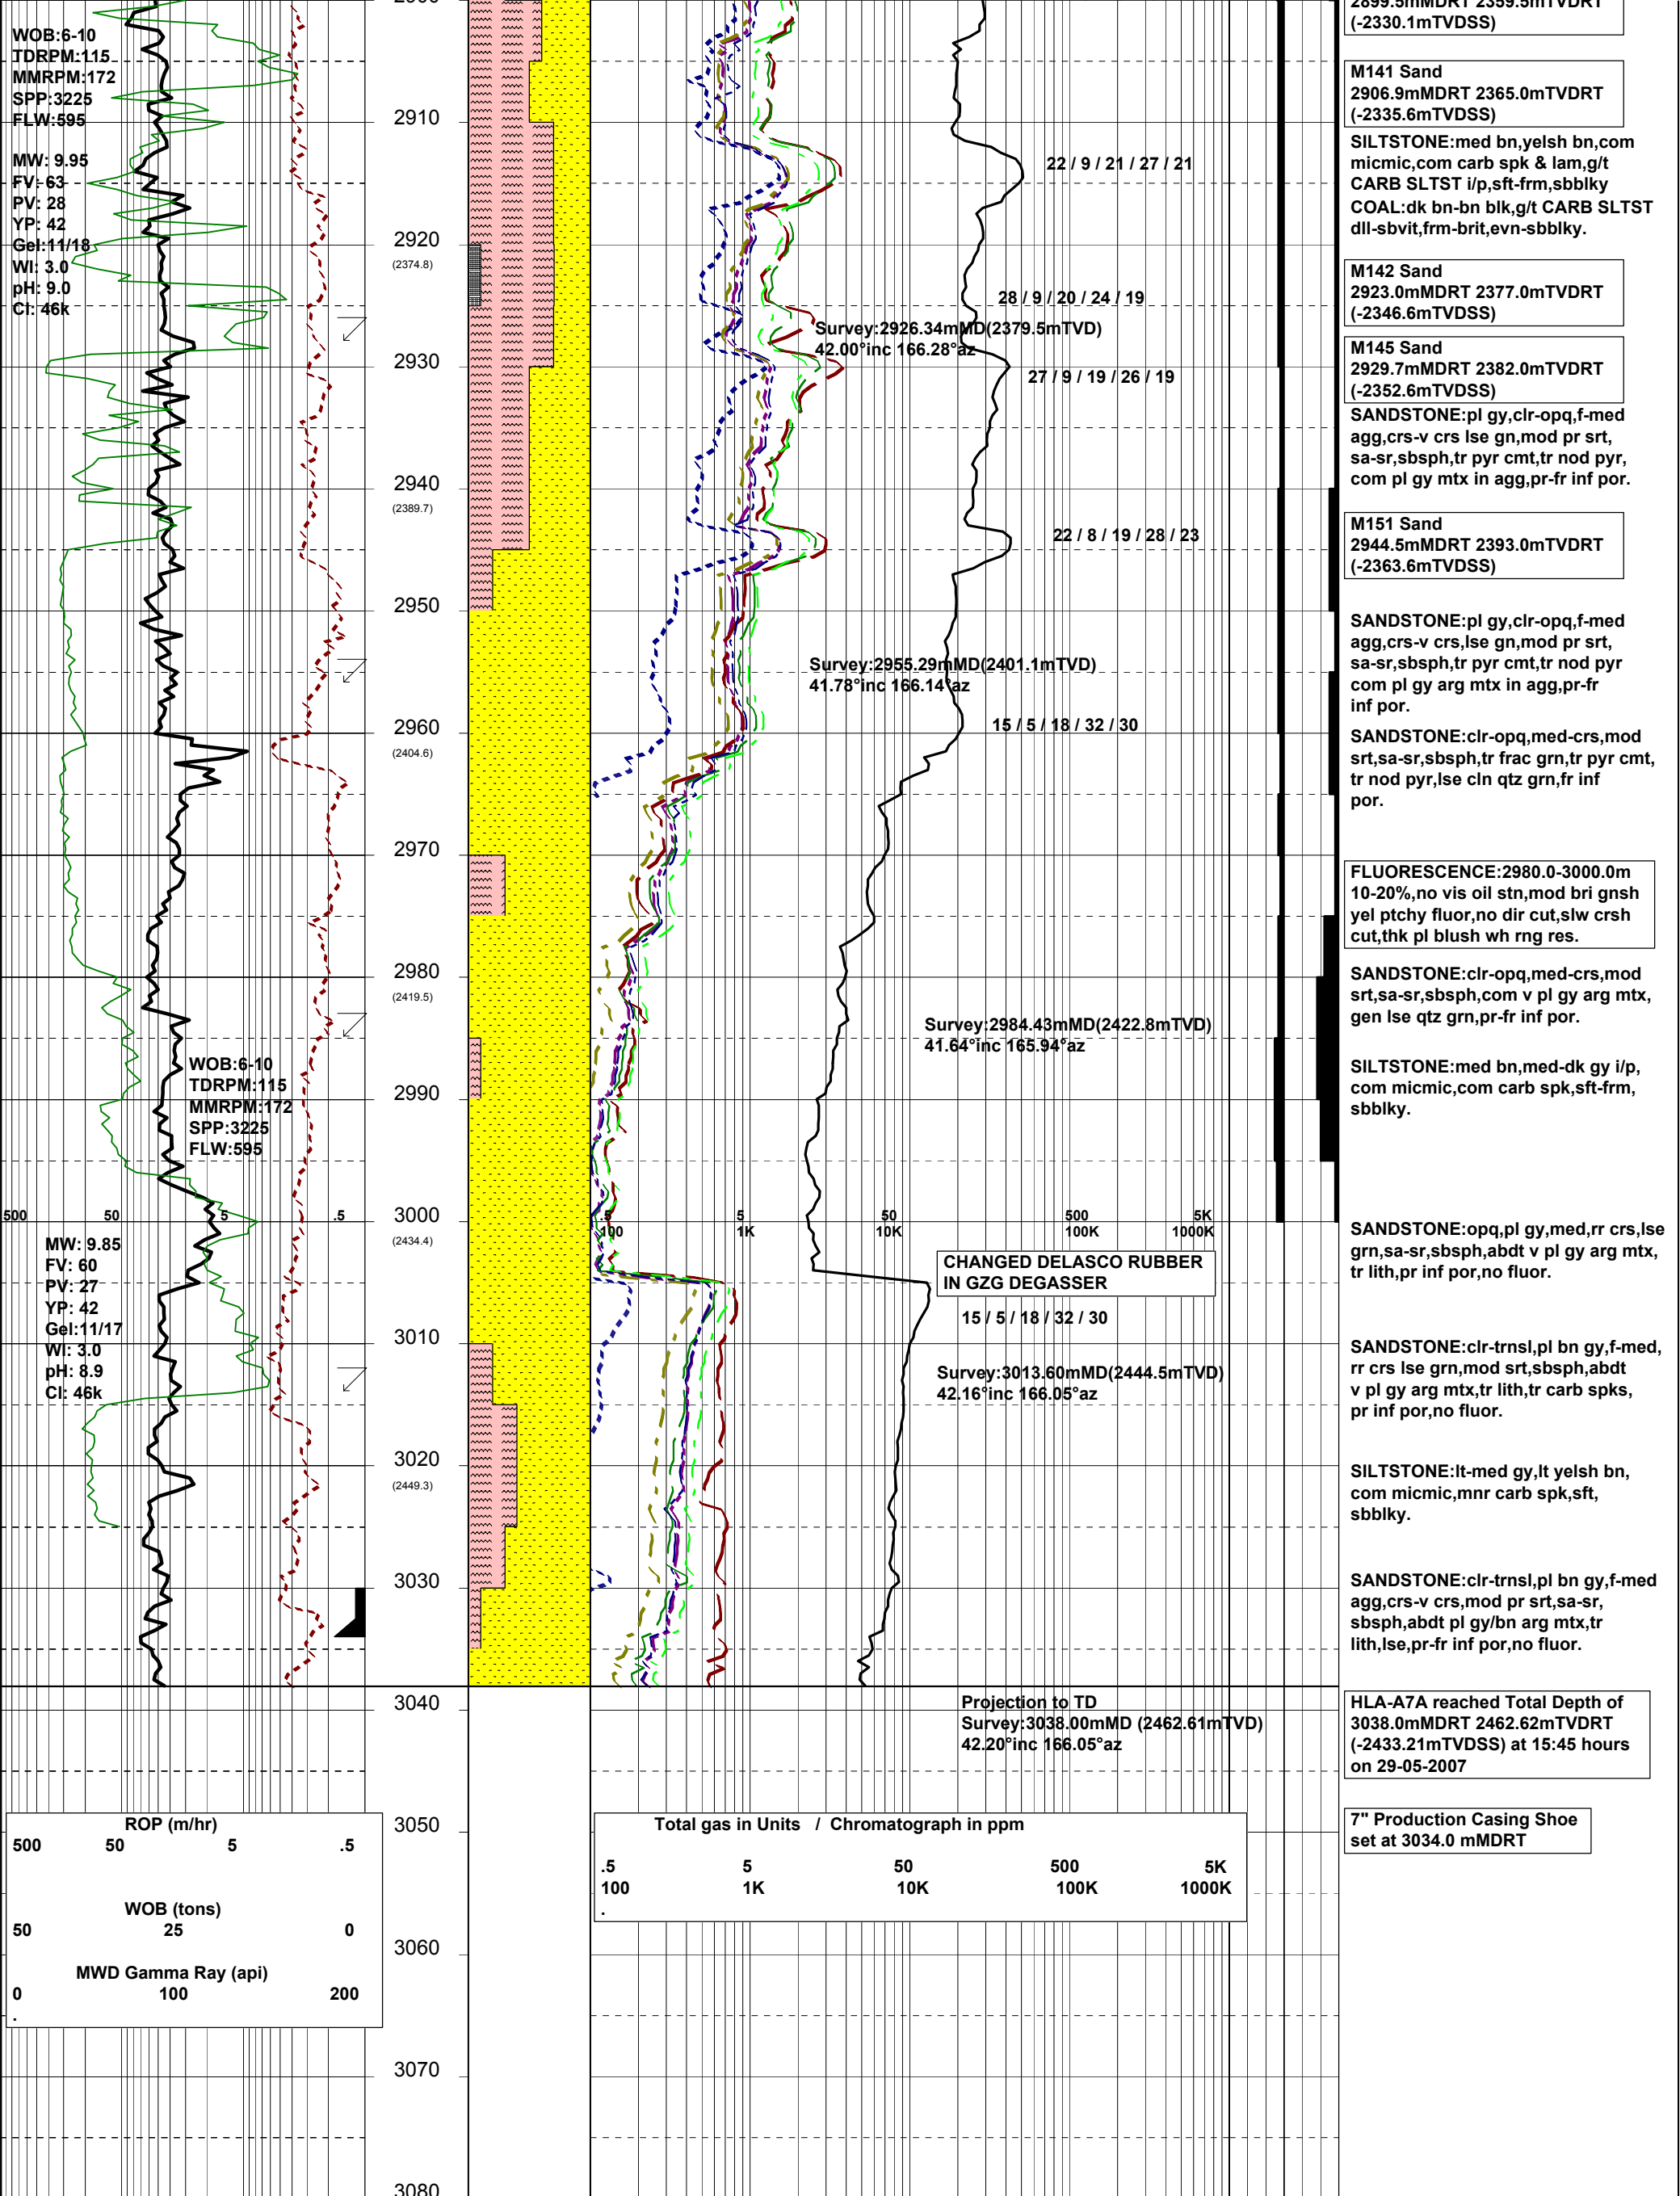 WOB:6-10
TDRPM:115
MMRPM:172
SPP:3225
FLW:595
MW: 9.95
FV: 63
PV: 28
YP: 42
Gel:11/18
Wl: 3.0
pH: 9.0
Cl: 46k
WOB:6-10
TDRPM:115
MMRPM:172
SPP:3225
FLW:595
500 50 5 .5
MW: 9.85
FV: 60
PV: 27
YP: 42
Gel:11/17
Wl: 3.0
pH: 8.9
Cl: 46k
ROP (m/hr)
500 50 5 .5
WOB (tons)
50 25 0
MWD Gamma Ray (api)
0 100 200
.
2910
2920
(2374.8)
2930
2940
(2389.7)
2950
2960
(2404.6)
2970
2980
(2419.5)
2990
3000
(2434.4)
3010
3020
(2449.3)
3030
3040
3050
3060
3070
3080
22 / 9 / 21 / 27 / 21
28 / 9 / 20 / 24 / 19
Survey:2926.34mMD(2379.5mTVD)
42.00°inc 166.28°az
27 / 9 / 19 / 26 / 19
22 / 8 / 19 / 28 / 23
Survey:2955.29mMD(2401.1mTVD)
41.78°inc 166.14°az
15 / 5 / 18 / 32 / 30
Survey:2984.43mMD(2422.8mTVD)
41.64°inc 165.94°az
.5 5 50 500 5K
100 1K 10K 100K 1000K
CHANGED DELASCO RUBBER
IN GZG DEGASSER
15 / 5 / 18 / 32 / 30
Survey:3013.60mMD(2444.5mTVD)
42.16°inc 166.05°az
Projection to TD
Survey:3038.00mMD (2462.61mTVD)
42.20°inc 166.05°az
Total gas in Units / Chromatograph in ppm
.5 5 50 500 5K
100 1K 10K 100K 1000K
.
2899.5mMDRT 2359.5mTVDRT
(-2330.1mTVDSS)
M141 Sand
2906.9mMDRT 2365.0mTVDRT
(-2335.6mTVDSS)
SILTSTONE:med bn,yelsh bn,com
micmic,com carb spk & lam,g/t
CARB SLTST i/p,sft-frm,sbblky
COAL:dk bn-bn blk,g/t CARB SLTST
dll-sbvit,frm-brit,evn-sbblky.
M142 Sand
2923.0mMDRT 2377.0mTVDRT
(-2346.6mTVDSS)
M145 Sand
2929.7mMDRT 2382.0mTVDRT
(-2352.6mTVDSS)
SANDSTONE:pl gy,clr-opq,f-med
agg,crs-v crs lse gn,mod pr srt,
sa-sr,sbsph,tr pyr cmt,tr nod pyr,
com pl gy mtx in agg,pr-fr inf por.
M151 Sand
2944.5mMDRT 2393.0mTVDRT
(-2363.6mTVDSS)
SANDSTONE:pl gy,clr-opq,f-med
agg,crs-v crs,lse gn,mod pr srt,
sa-sr,sbsph,tr pyr cmt,tr nod pyr
com pl gy arg mtx in agg,pr-fr
inf por.
SANDSTONE:clr-opq,med-crs,mod
srt,sa-sr,sbsph,tr frac grn,tr pyr cmt,
tr nod pyr,lse cln qtz grn,fr inf
por.
FLUORESCENCE:2980.0-3000.0m
10-20%,no vis oil stn,mod bri gnsh
yel ptchy fluor,no dir cut,slw crsh
cut,thk pl blush wh rng res.
SANDSTONE:clr-opq,med-crs,mod
srt,sa-sr,sbsph,com v pl gy arg mtx,
gen lse qtz grn,pr-fr inf por.
SILTSTONE:med bn,med-dk gy i/p,
com micmic,com carb spk,sft-frm,
sbblky.
SANDSTONE:opq,pl gy,med,rr crs,lse
grn,sa-sr,sbsph,abdt v pl gy arg mtx,
tr lith,pr inf por,no fluor.
SANDSTONE:clr-trnsl,pl bn gy,f-med,
rr crs lse grn,mod srt,sbsph,abdt
v pl gy arg mtx,tr lith,tr carb spks,
pr inf por,no fluor.
SILTSTONE:lt-med gy,lt yelsh bn,
com micmic,mnr carb spk,sft,
sbblky.
SANDSTONE:clr-trnsl,pl bn gy,f-med
agg,crs-v crs,mod pr srt,sa-sr,
sbsph,abdt pl gy/bn arg mtx,tr
lith,lse,pr-fr inf por,no fluor.
HLA-A7A reached Total Depth of
3038.0mMDRT 2462.62mTVDRT
(-2433.21mTVDSS) at 15:45 hours
on 29-05-2007
7" Production Casing Shoe
set at 3034.0 mMDRT